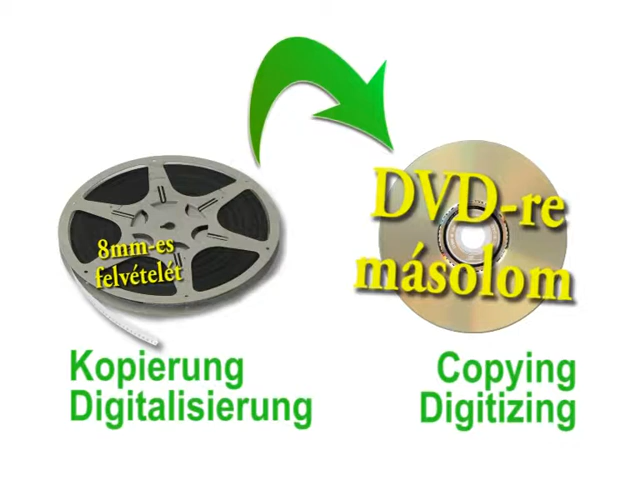 8mm-es
felvételét
DVD-re
másolom
Kopierung
Digitalisierung
Copying
Digitizing